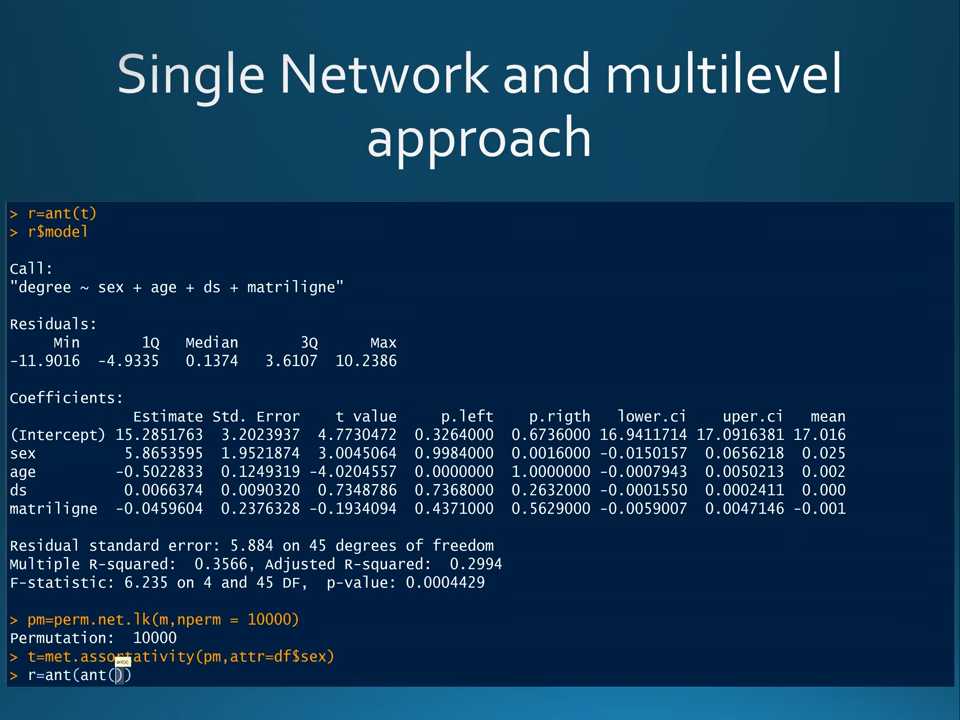 Single Network and multilevel
approach
> r=ant(t)
> r$model
Call:
"degree ~ sex + age + ds + matriligne"
Residuals:
Min 1Q Median 3Q Max
-11.9016 -4.9335 0.1374 3.6107 10.2386
Coefficients:
Estimate Std. Error t value p.left p.rigth lower.ci uper.ci mean
(Intercept) 15.2851763 3.2023937 4.7730472 0.3264000 0.6736000 16.9411714 17.0916381 17.016
sex 5.8653595 1.9521874 3.0045064 0.9984000 0.0016000 -0.0150157 0.0656218 0.025
age -0.5022833 0.1249319 -4.0204557 0.0000000 1.0000000 -0.0007943 0.0050213 0.002
ds 0.0066374 0.0090320 0.7348786 0.7368000 0.2632000 -0.0001550 0.0002411 0.000
matriligne -0.0459604 0.2376328 -0.1934094 0.4371000 0.5629000 -0.0059007 0.0047146 -0.001
Residual standard error: 5.884 on 45 degrees of freedom
Multiple R-squared: 0.3566, Adjusted R-squared: 0.2994
F-statistic: 6.235 on 4 and 45 DF, p-value: 0.0004429
> pm=perm.net.lk(m,nperm = 10000)
Permutation: 10000
> t=met.assortativity(pm,attr=df$sex)
> r=ant(ant())